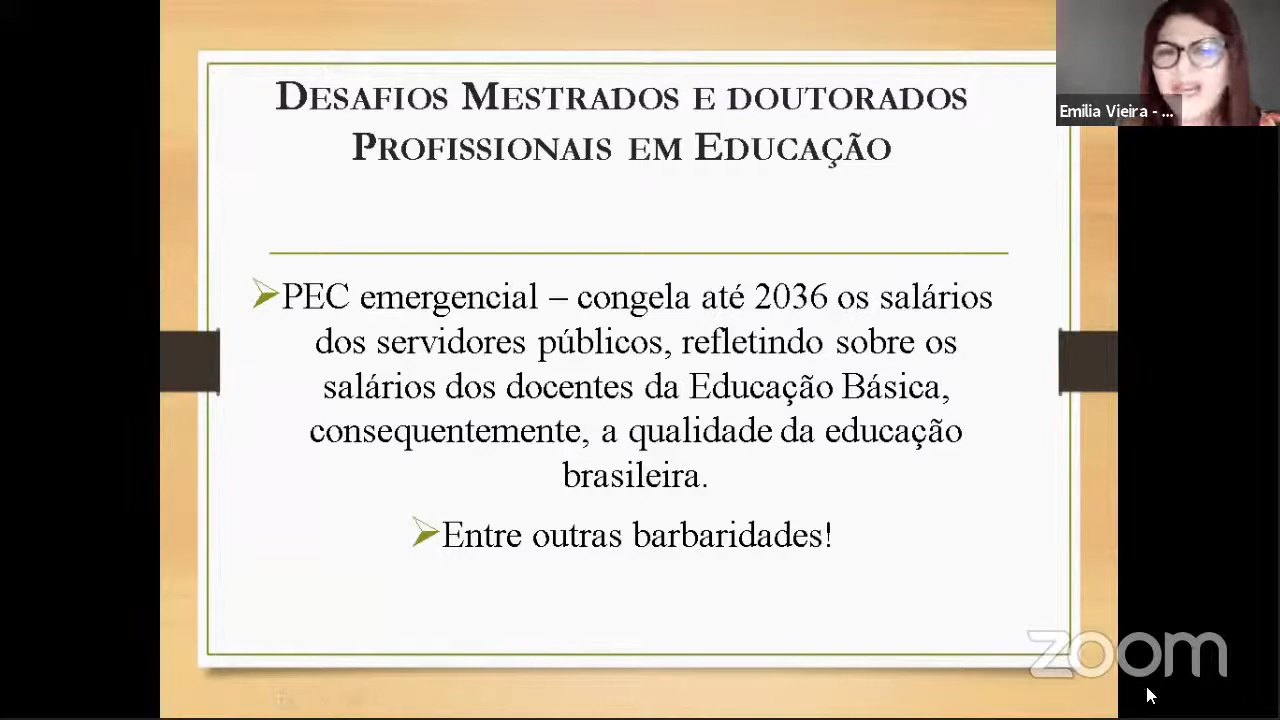 DESAFIOS MESTRADOS E DOUTORADOS
PROFISSIONAIS EM EDUCAÇÃO
Emilia Vieira - ...
➢PEC emergencial – congela até 2036 os salários
dos servidores públicos, refletindo sobre os
salários dos docentes da Educação Básica,
consequentemente, a qualidade da educação
brasileira.
➢Entre outras barbaridades!
zoom